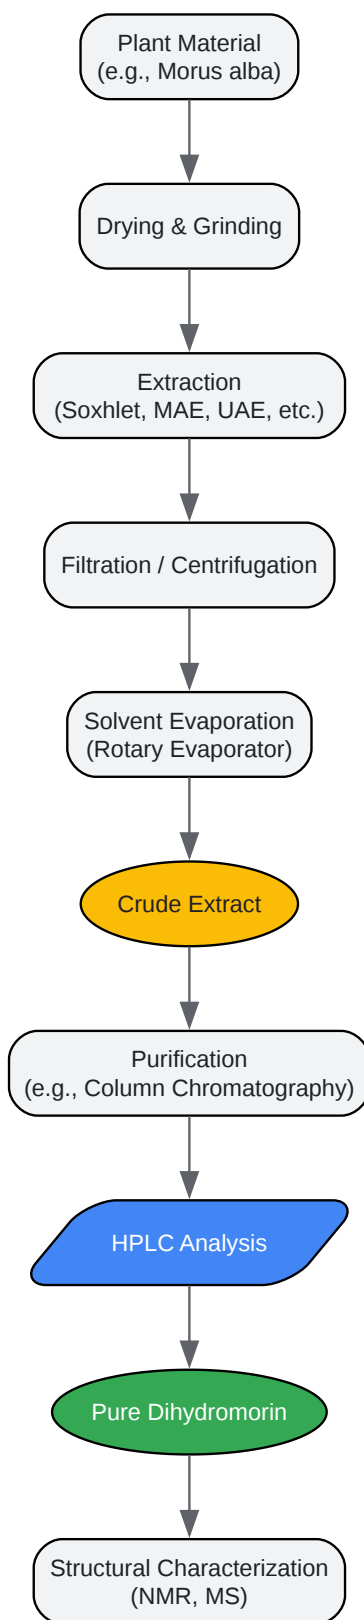 Plant Material
(e.g., Morus alba)
Drying & Grinding
Extraction
(Soxhlet, MAE, UAE, etc.)
Filtration / Centrifugation
Solvent Evaporation
(Rotary Evaporator)
Crude Extract
Purification
(e.g., Column Chromatography)
HPLC Analysis
Pure Dihydromorin
Structural Characterization
(NMR, MS)